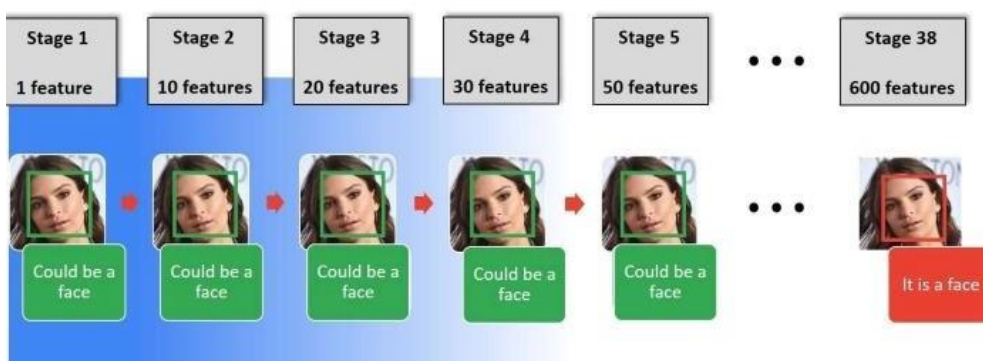 Stage 1
1 feature
Stage 2
10 features
Stage 3
20 features
Stage 4
30 features
Stage 5
50 features
Stage 38
600 features
Could be a
face
Could be a
face
Could be a
face
Could be a
face
Could be a
face
It is a face